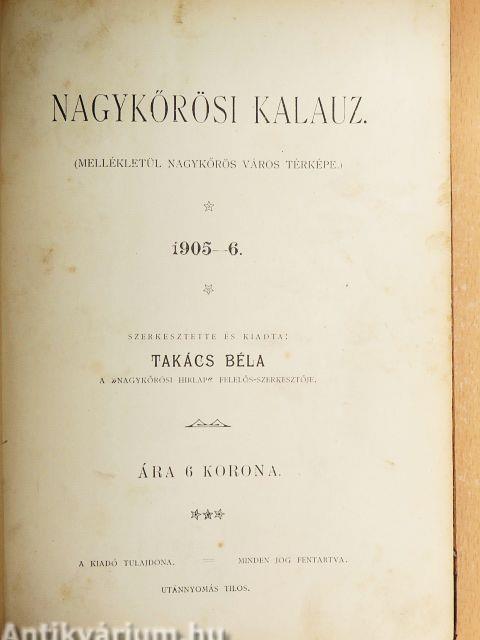 NAGYKŐRÖSI KALAUZ.
(MELLÉKLETÜL NAGYKŐRÖS VÁROS TÉRKÉPE.)
1905—6.
SZERKESZTETTE ÉS KIADTA:
TAKÁCS BÉLA
A »NAGYKŐRÖSI HIRLAP« FELELŐS-SZERKESZTŐJE.
ÁRA 6 KORONA.
A KIADÓ TULAJDONA. — MINDEN JOG FENTARTVA.
UTÁNNYOMÁS TILOS.
Antikvárium.hu